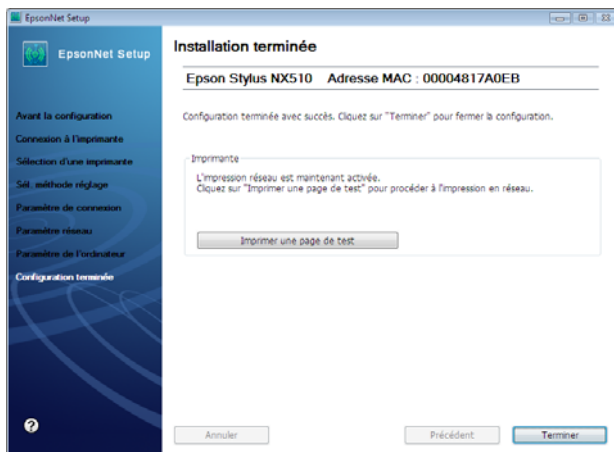 EpsonNet Setup
EpsonNet Setup
Avant la configuration
Connexion à l'imprimante
Sélection d'une imprimante
Sél. méthode réglage
Paramètre de connexion
Paramètre réseau
Paramètre de l'ordinateur
Configuration terminée
Installation terminée
Epson Stylus NX510 Adresse MAC : 00004817A0EB
Configuration terminée avec succès. Cliquez sur "Terminer" pour fermer la configuration.
Imprimante
L'impression réseau est maintenant activée.
Cliquez sur "Imprimer une page de test" pour procéder à l'impression en réseau.
Imprimer une page de test
?
Annuler
Précédent
Terminer